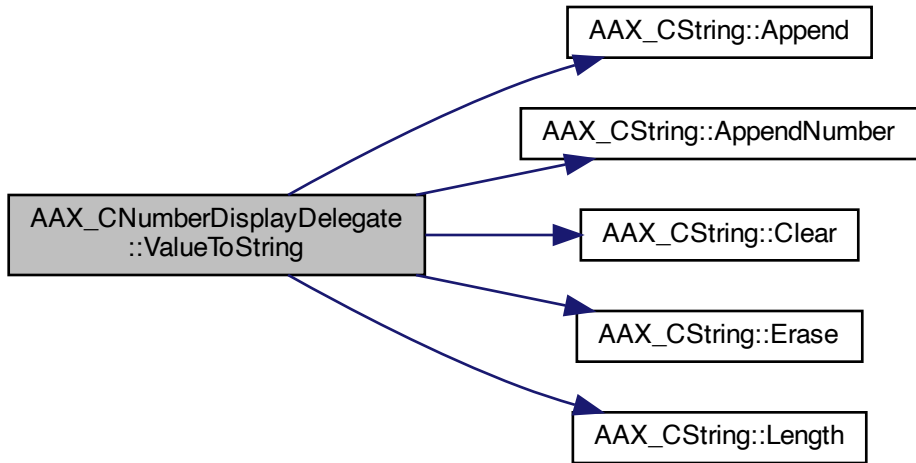 AAX_CString::Append
AAX_CString::AppendNumber
AAX_CNumberDisplayDelegate
::ValueToString
AAX_CString::Clear
AAX_CString::Erase
AAX_CString::Length